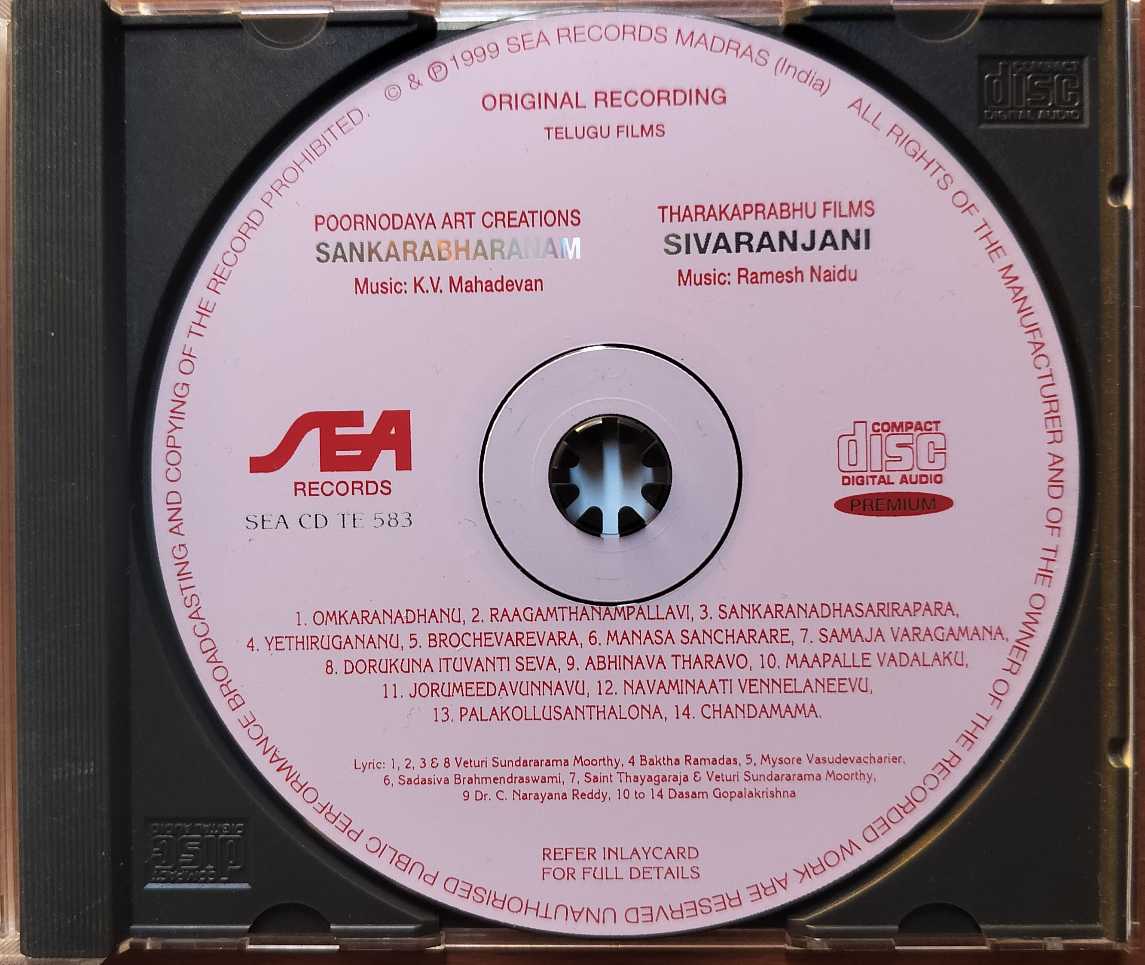 © & ℗ 1999 SEA RECORDS MADRAS (India) ALL RIGHTS OF THE MANUFACTURER AND OF THE OWNER OF THE RECORDED WORK ARE RESERVED UNAUTHORISED PUBLIC PERFORMANCE BROADCASTING AND COPYING OF THE RECORD PROHIBITED.
COMPACT
disc
DIGITAL AUDIO
ORIGINAL RECORDING
TELUGU FILMS
POORNODAYA ART CREATIONS
SANKARABHARANAM
Music: K.V. Mahadevan
THARAKAPRABHU FILMS
SIVARANJANI
Music: Ramesh Naidu
SEA
RECORDS
SEA CD TE 583
COMPACT
disc
DIGITAL AUDIO
PREMIUM
1. OMKARANADHANU, 2. RAAGAMTHANAMPALLAVI, 3. SANKARANADHASARIRAPARA,
4. YETHIRUGANANU, 5. BROCHEVAREVARA, 6. MANASA SANCHARARE, 7. SAMAJA VARAGAMANA,
8. DORUKUNA ITUVANTI SEVA, 9. ABHINAVA THARAVO, 10. MAAPALLE VADALAKU,
11. JORUMEEDAVUNNAVU, 12. NAVAMINAATI VENNELANEEVU,
13. PALAKOLLUSANTHALONA, 14. CHANDAMAMA.
Lyric: 1, 2, 3 & 8 Veturi Sundararama Moorthy, 4 Baktha Ramadas, 5, Mysore Vasudevacharier,
6, Sadasiva Brahmendraswami, 7, Saint Thayagaraja & Veturi Sundararama Moorthy,
9 Dr. C. Narayana Reddy, 10 to 14 Dasam Gopalakrishna
REFER INLAYCARD
FOR FULL DETAILS
COMPACT
disc
DIGITAL AUDIO